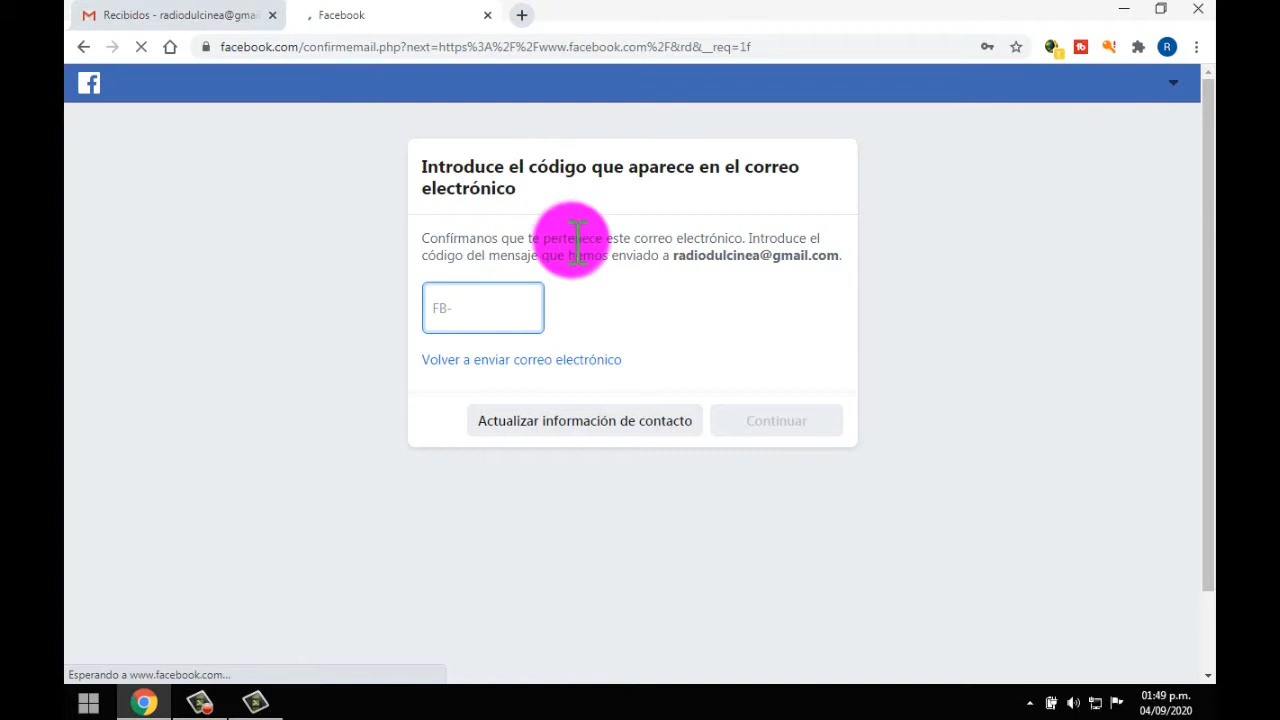 Recibidos - radiodulcinea@gmai
Facebook
facebook.com/confirmemail.php?next=https%3A%2F%2Fwww.facebook.com%2F&rd&__req=1f
R
Introduce el código que aparece en el correo
electrónico
Confírmanos que te pertenece este correo electrónico. Introduce el
código del mensaje que hemos enviado a radiodulcinea@gmail.com.
FB-
Volver a enviar correo electrónico
Actualizar información de contacto
Continuar
Esperando a www.facebook.com...
01:49 p.m.
04/09/2020